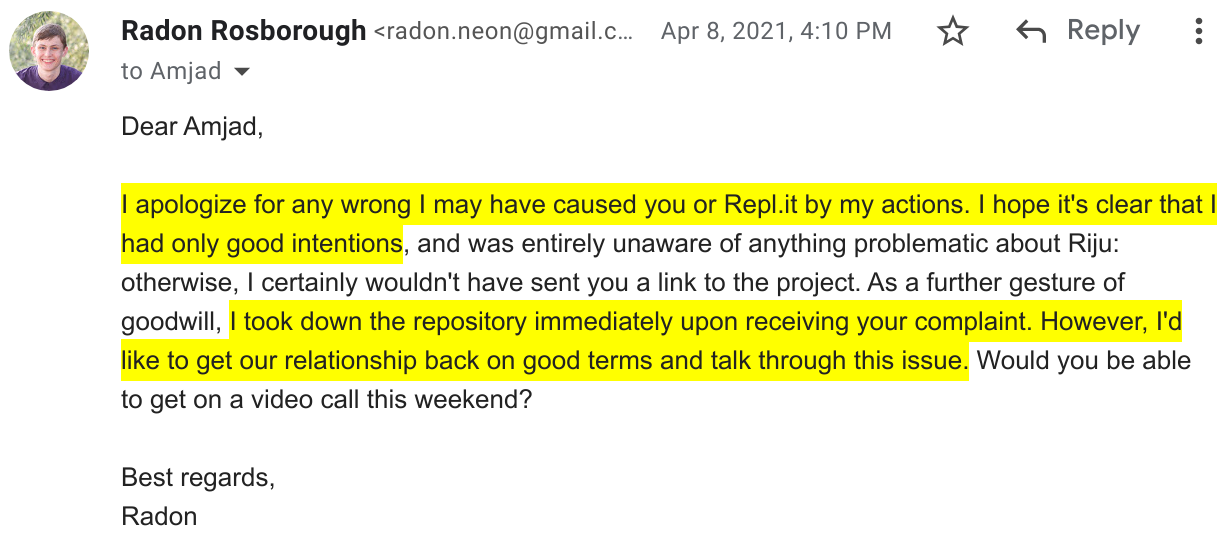 Radon Rosborough <radon.neon@gmail.c... Apr 8, 2021, 4:10 PM Reply
to Amjad
Dear Amjad,
I apologize for any wrong I may have caused you or Repl.it by my actions. I hope it's clear that I
had only good intentions, and was entirely unaware of anything problematic about Riju:
otherwise, I certainly wouldn't have sent you a link to the project. As a further gesture of
goodwill, I took down the repository immediately upon receiving your complaint. However, I'd
like to get our relationship back on good terms and talk through this issue. Would you be able
to get on a video call this weekend?
Best regards,
Radon